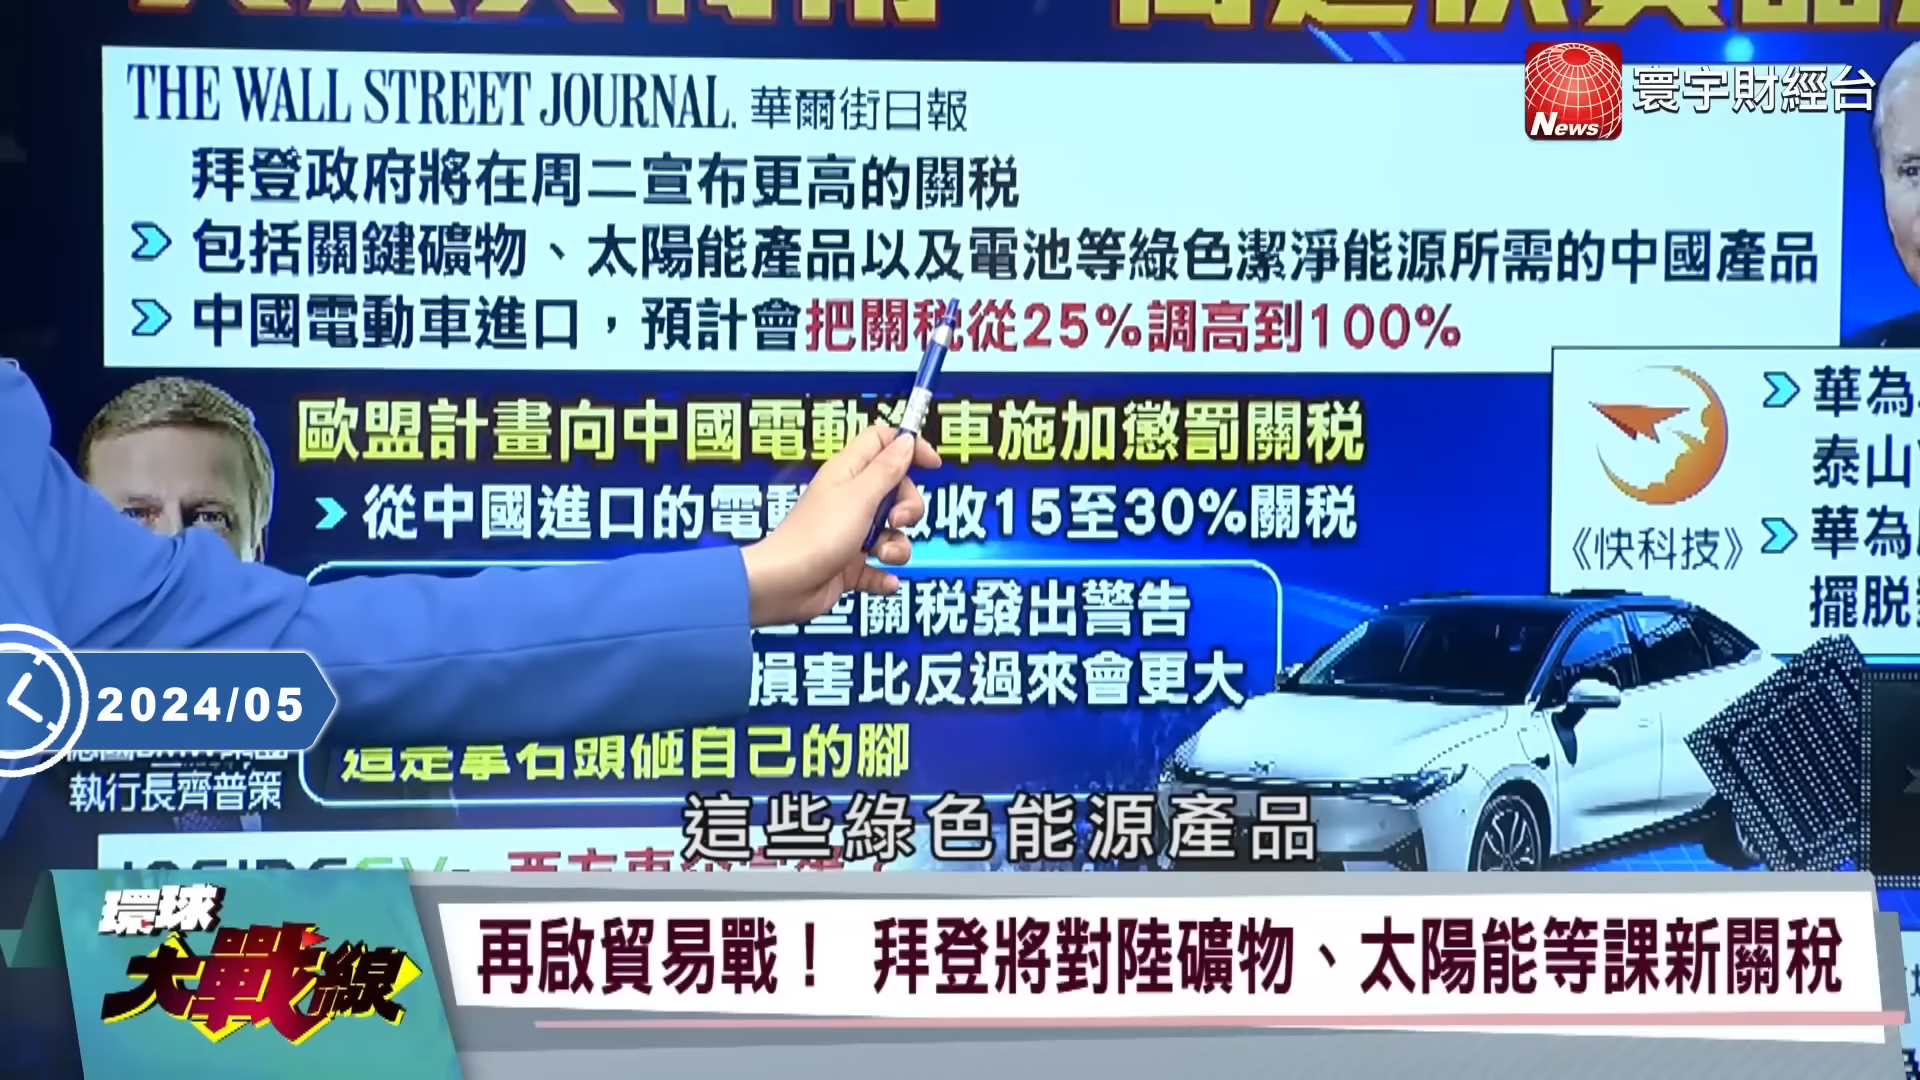 News 寰宇財經台
THE WALL STREET JOURNAL. 華爾街日報
拜登政府將在周二宣布更高的關稅
包括關鍵礦物、太陽能產品以及電池等綠色潔淨能源所需的中國產品
中國電動車進口，預計會把關稅從25%調高到100%
歐盟計畫向中國電動汽車施加懲罰關稅
從中國進口的電動 收15至30%關稅
些關稅發出警告
損害比反過來會更大
這是拿石頭砸自己的腳
執行長齊普策
《快科技》
華為
泰山
華為
擺脫
2024/05
這些綠色能源產品
環球大戰線
再啟貿易戰！ 拜登將對陸礦物、太陽能等課新關稅